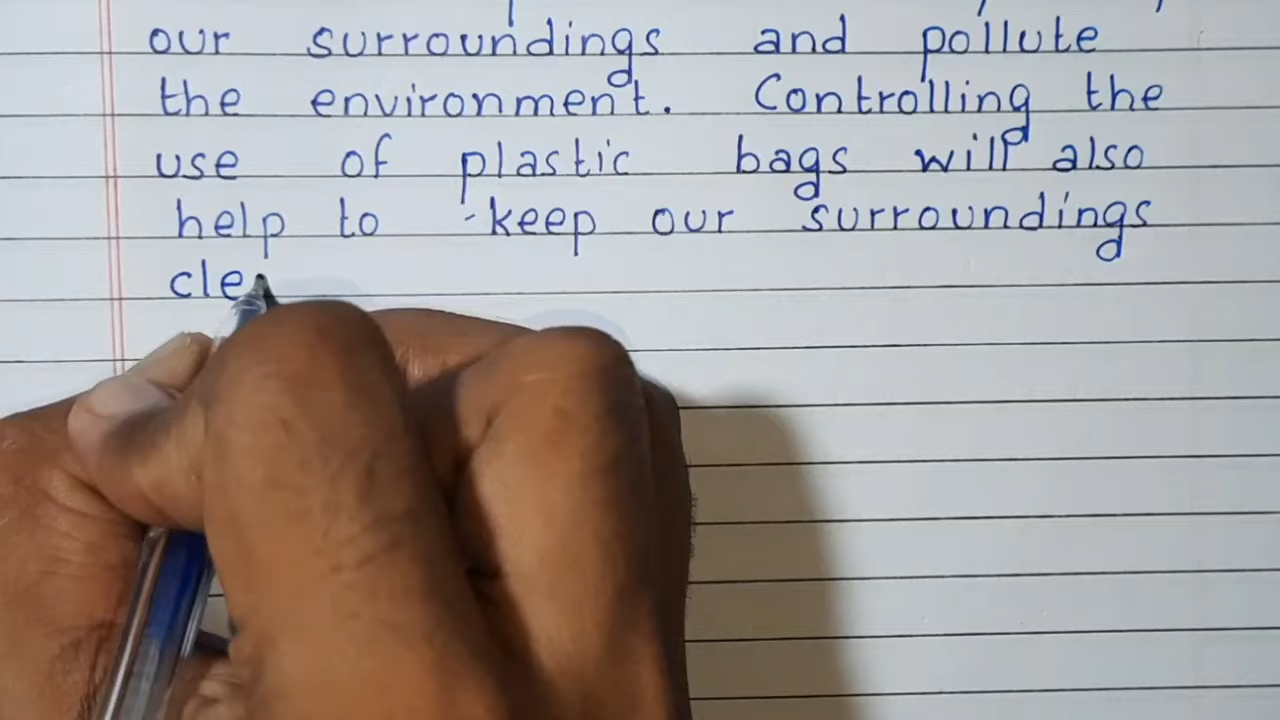 our surroundings and pollute
the environment. Controlling the
use of plastic bags will also
help to keep our surroundings
cle